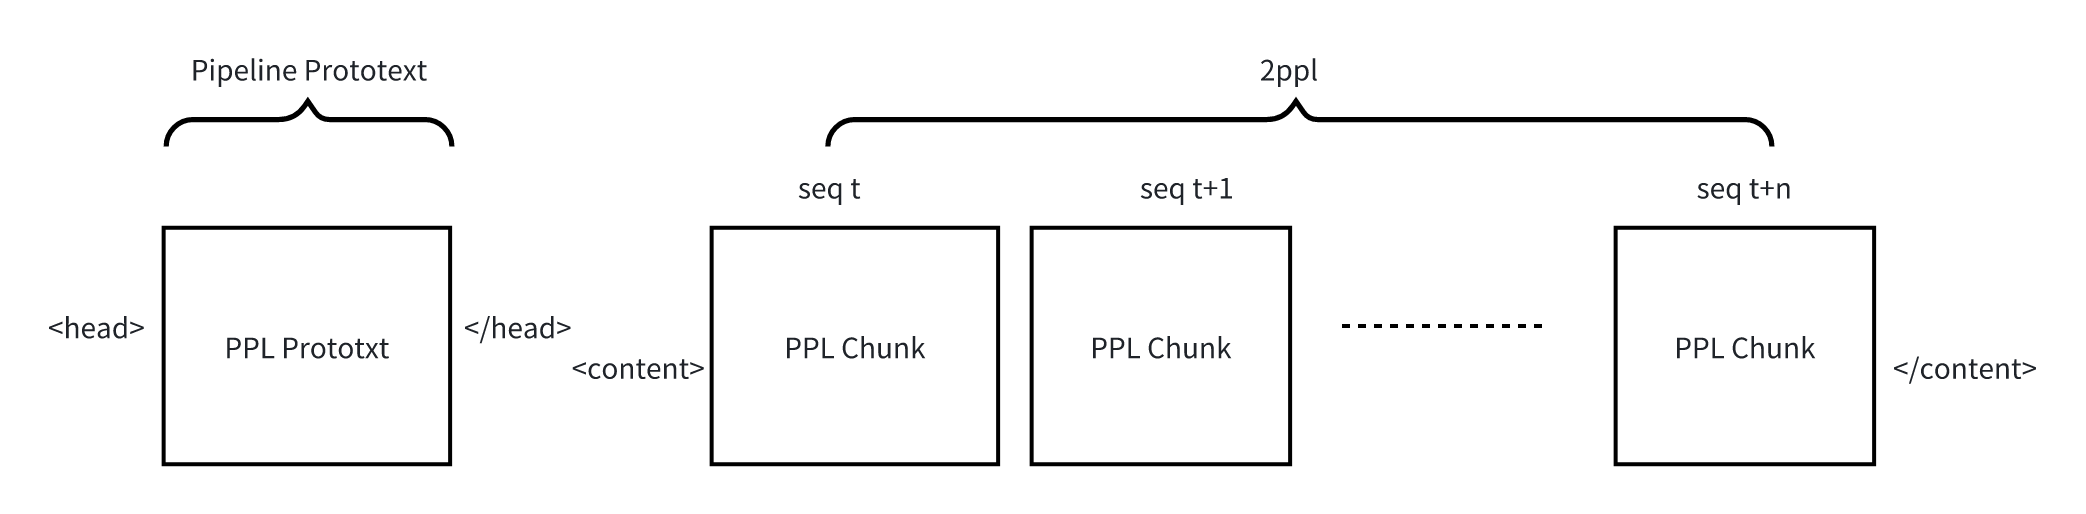 Pipeline Prototext
2ppl
seq t
seq t+1
seq t+n
<head>
PPL Prototxt
</head>
<content>
PPL Chunk
PPL Chunk
PPL Chunk
</content>